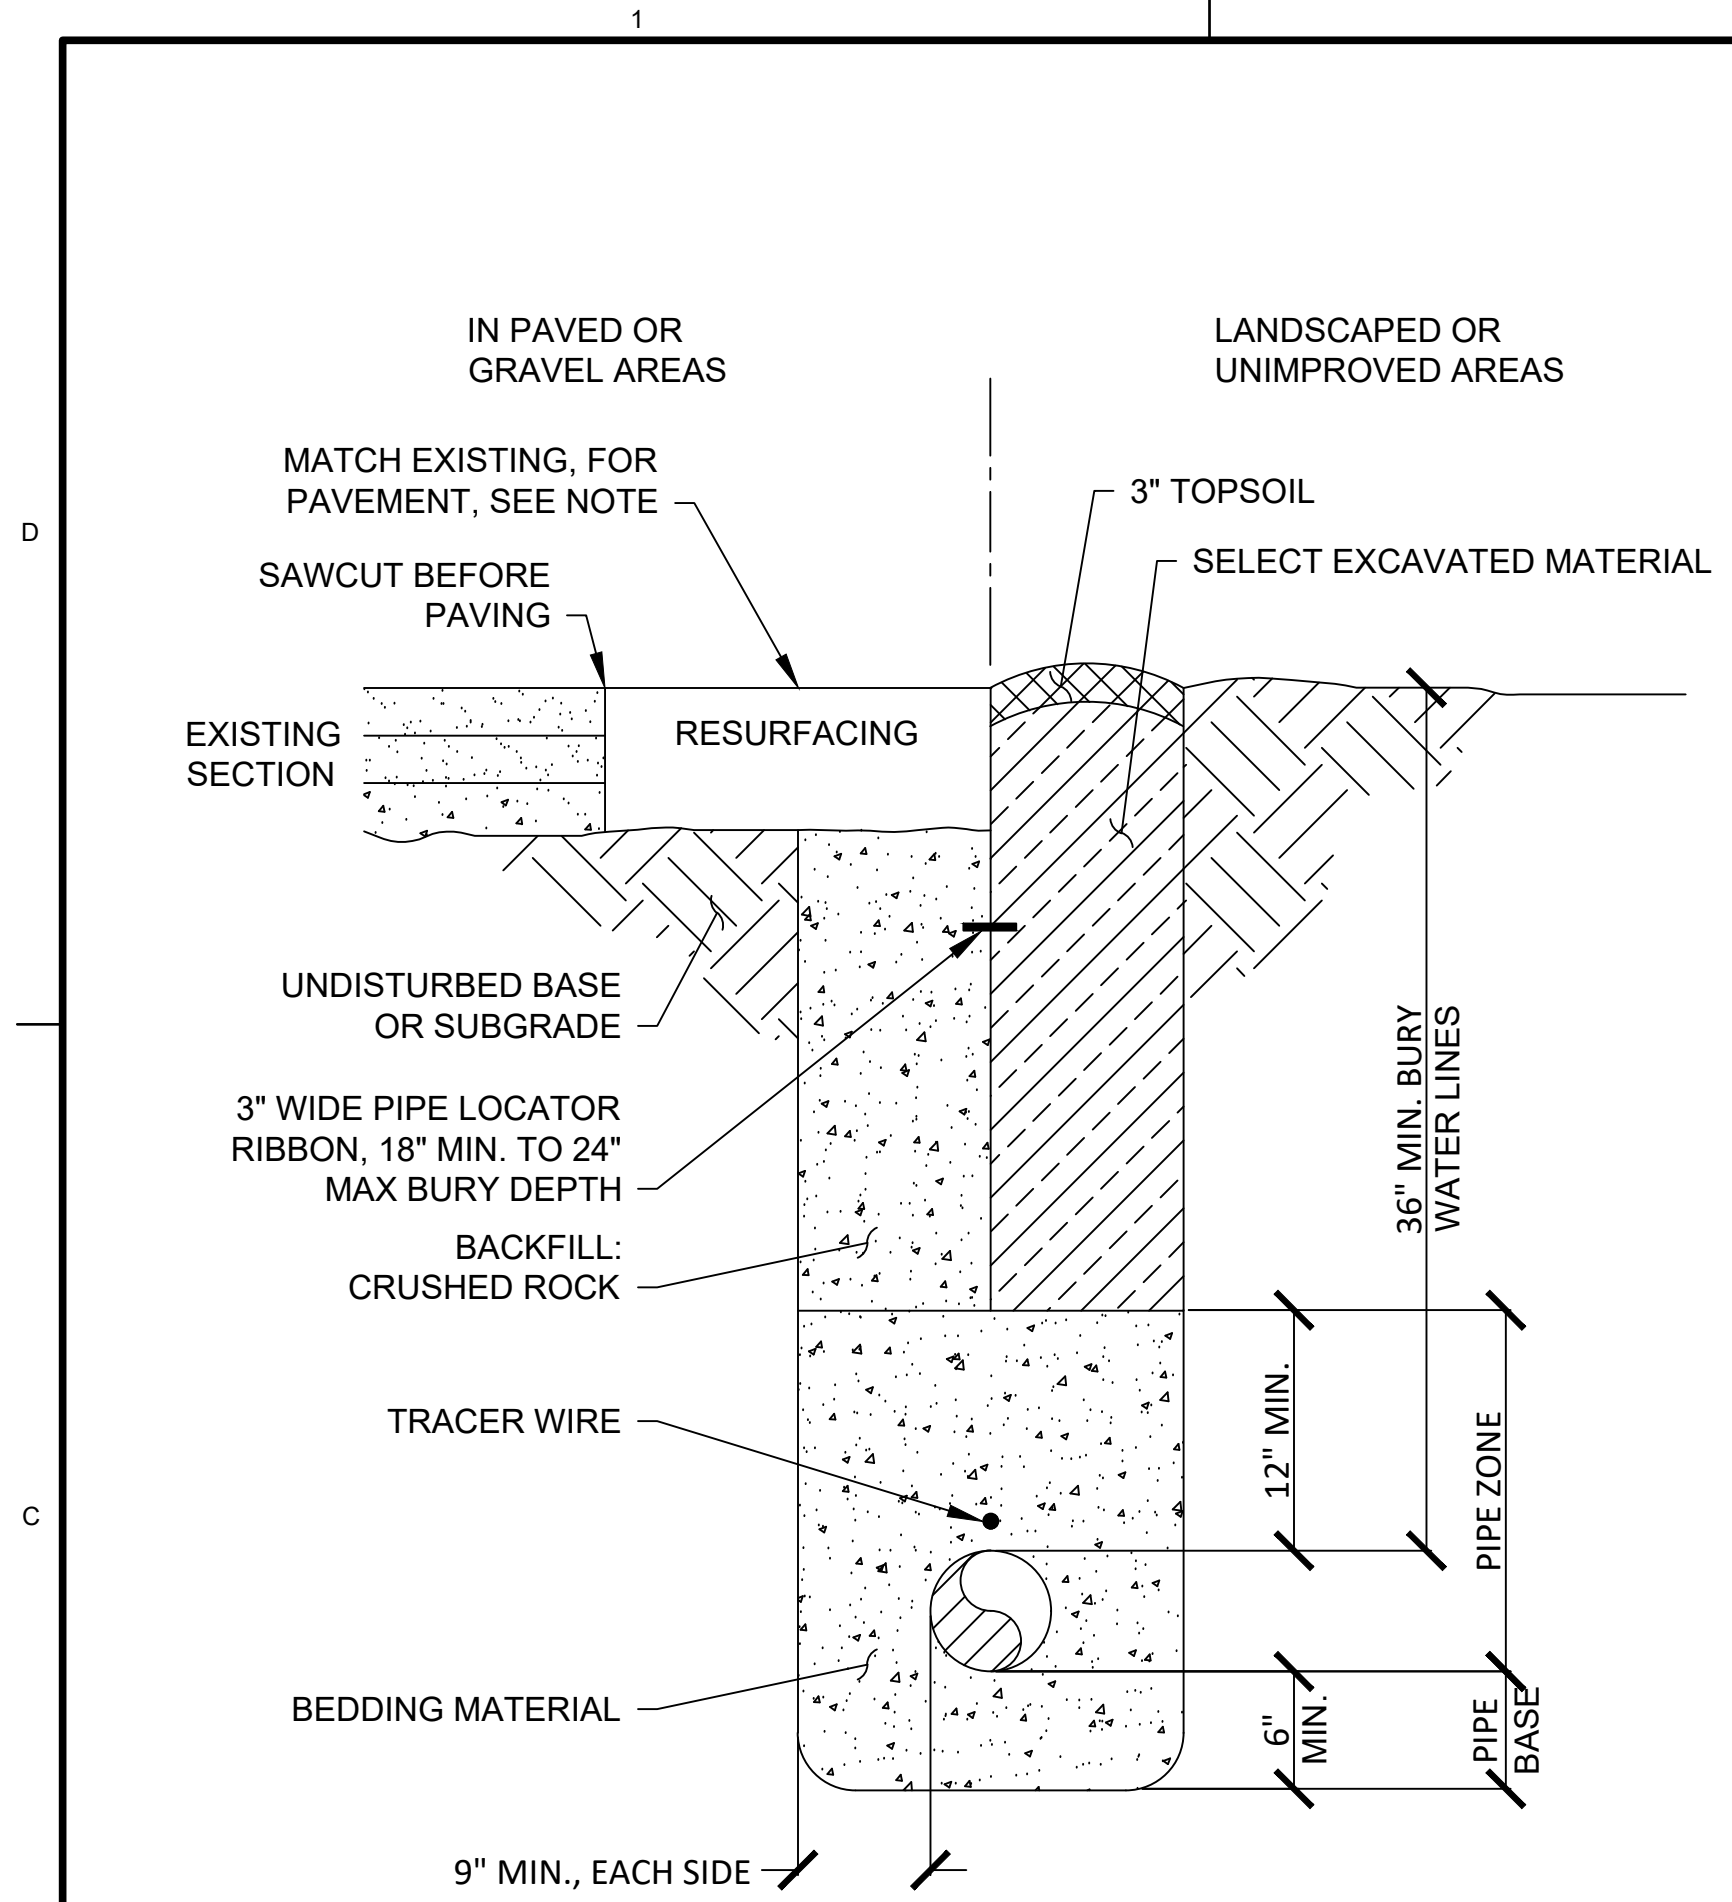 1
IN PAVED OR
GRAVEL AREAS
LANDSCAPED OR
UNIMPROVED AREAS
MATCH EXISTING, FOR
PAVEMENT, SEE NOTE
3" TOPSOIL
D
SELECT EXCAVATED MATERIAL
SAWCUT BEFORE
PAVING
EXISTING
SECTION
RESURFACING
UNDISTURBED BASE
OR SUBGRADE
36" MIN. BURY
WATER LINES
3" WIDE PIPE LOCATOR
RIBBON, 18" MIN. TO 24"
MAX BURY DEPTH
BACKFILL:
CRUSHED ROCK
TRACER WIRE
12" MIN.
PIPE ZONE
C
BEDDING MATERIAL
6"
MIN.
PIPE
BASE
9" MIN., EACH SIDE